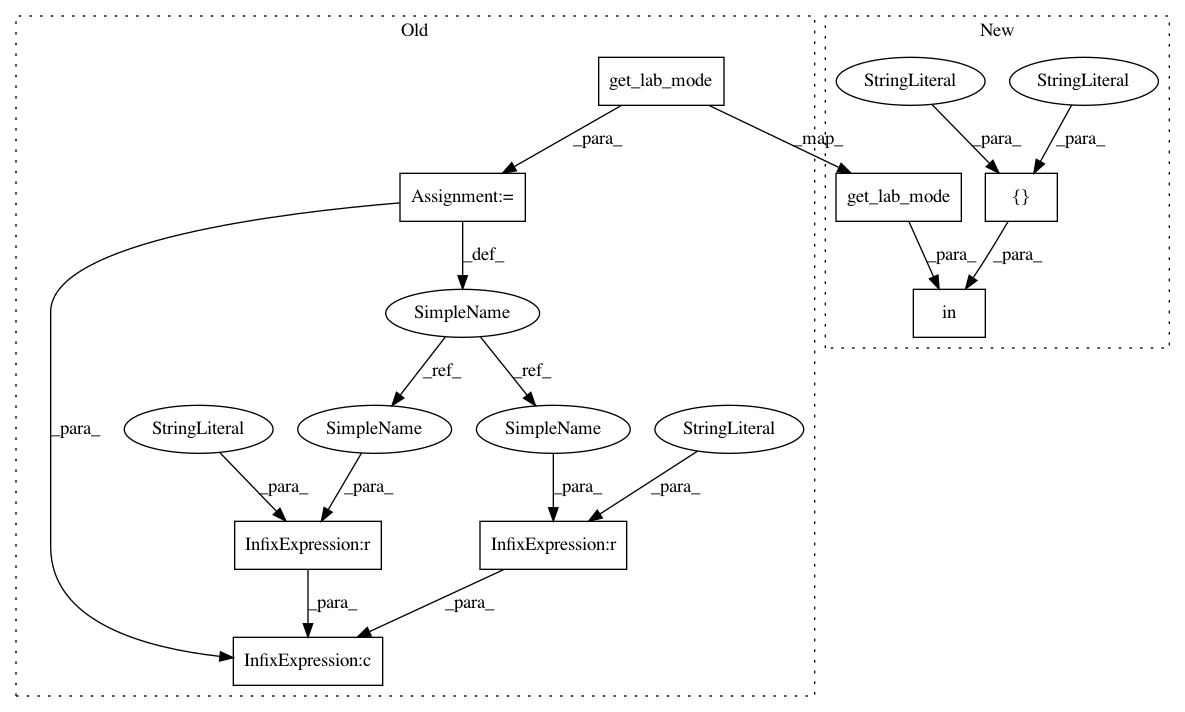 Old
New
get_lab_mode
StringLiteral
StringLiteral
_para_
_map_
_para_
_para_
Assignment:=
get_lab_mode
{}
_def_
_para_
_para_
SimpleName
in
_ref_
_ref_
_para_
StringLiteral
SimpleName
SimpleName
StringLiteral
_para_
_para_
_para_
_para_
InfixExpression:r
InfixExpression:r
_para_
_para_
InfixExpression:c